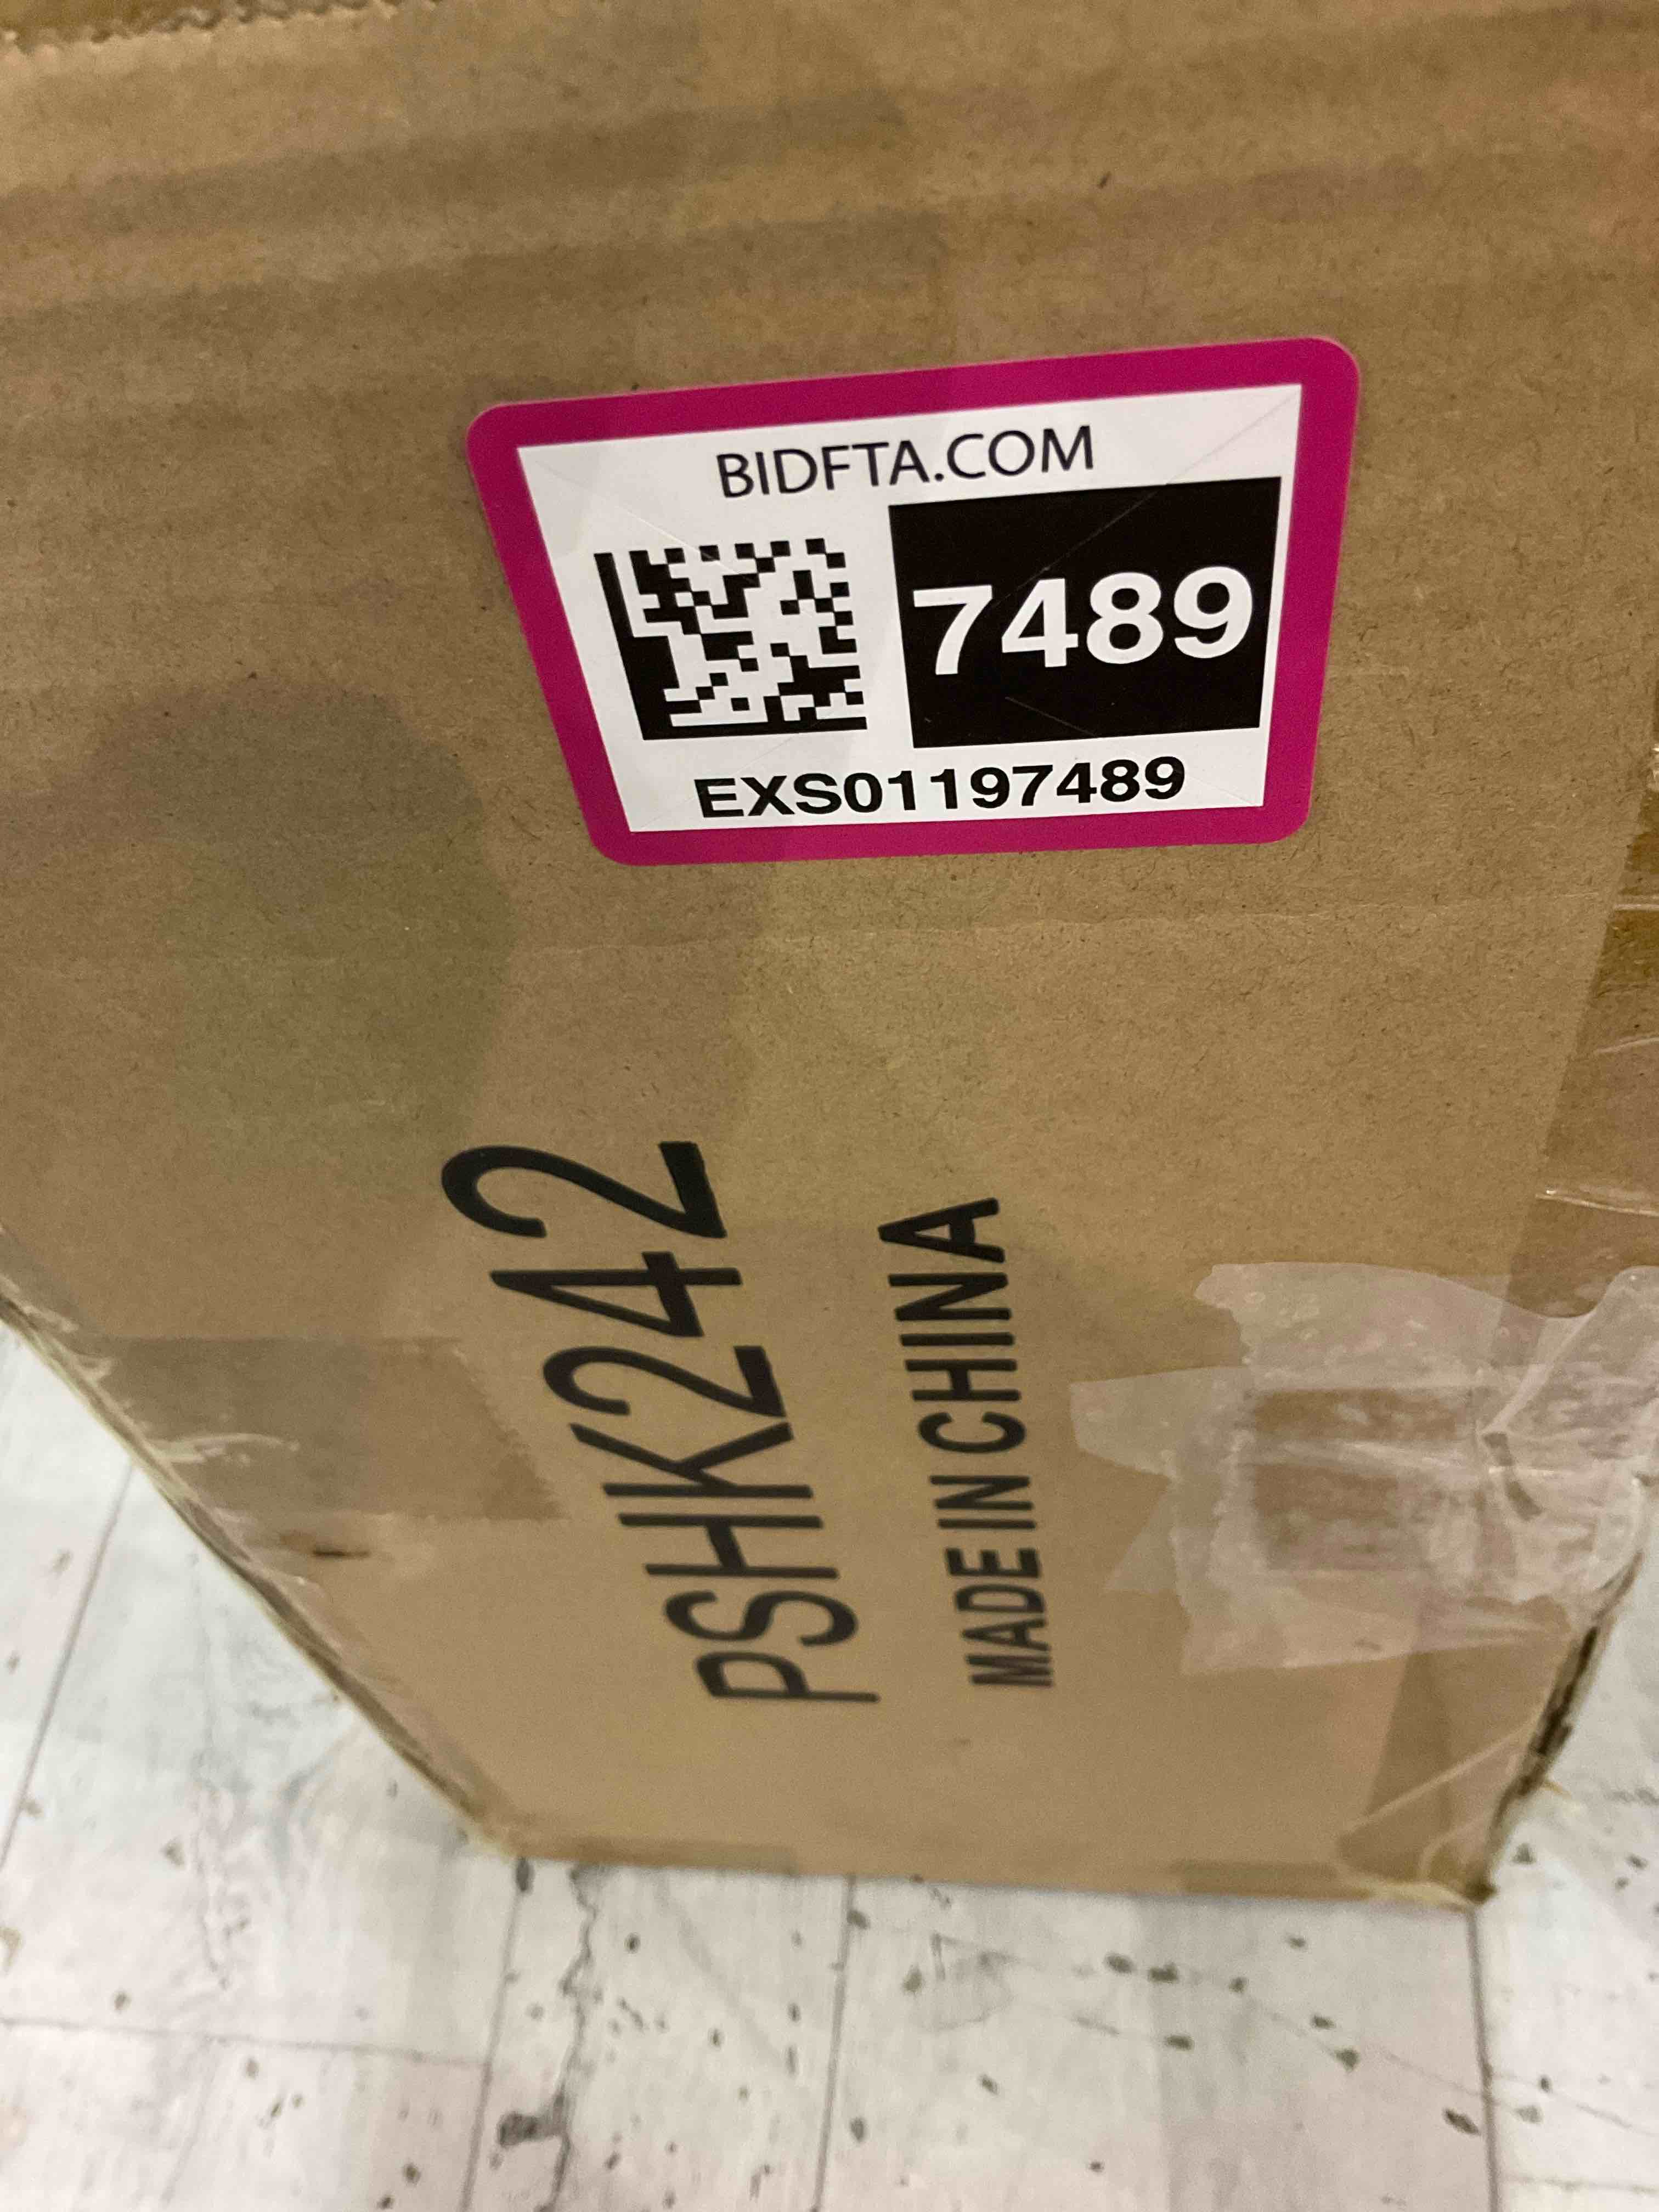 BIDFTA.COM
7489
EXS01197489
PSHK242
MADE IN CHINA